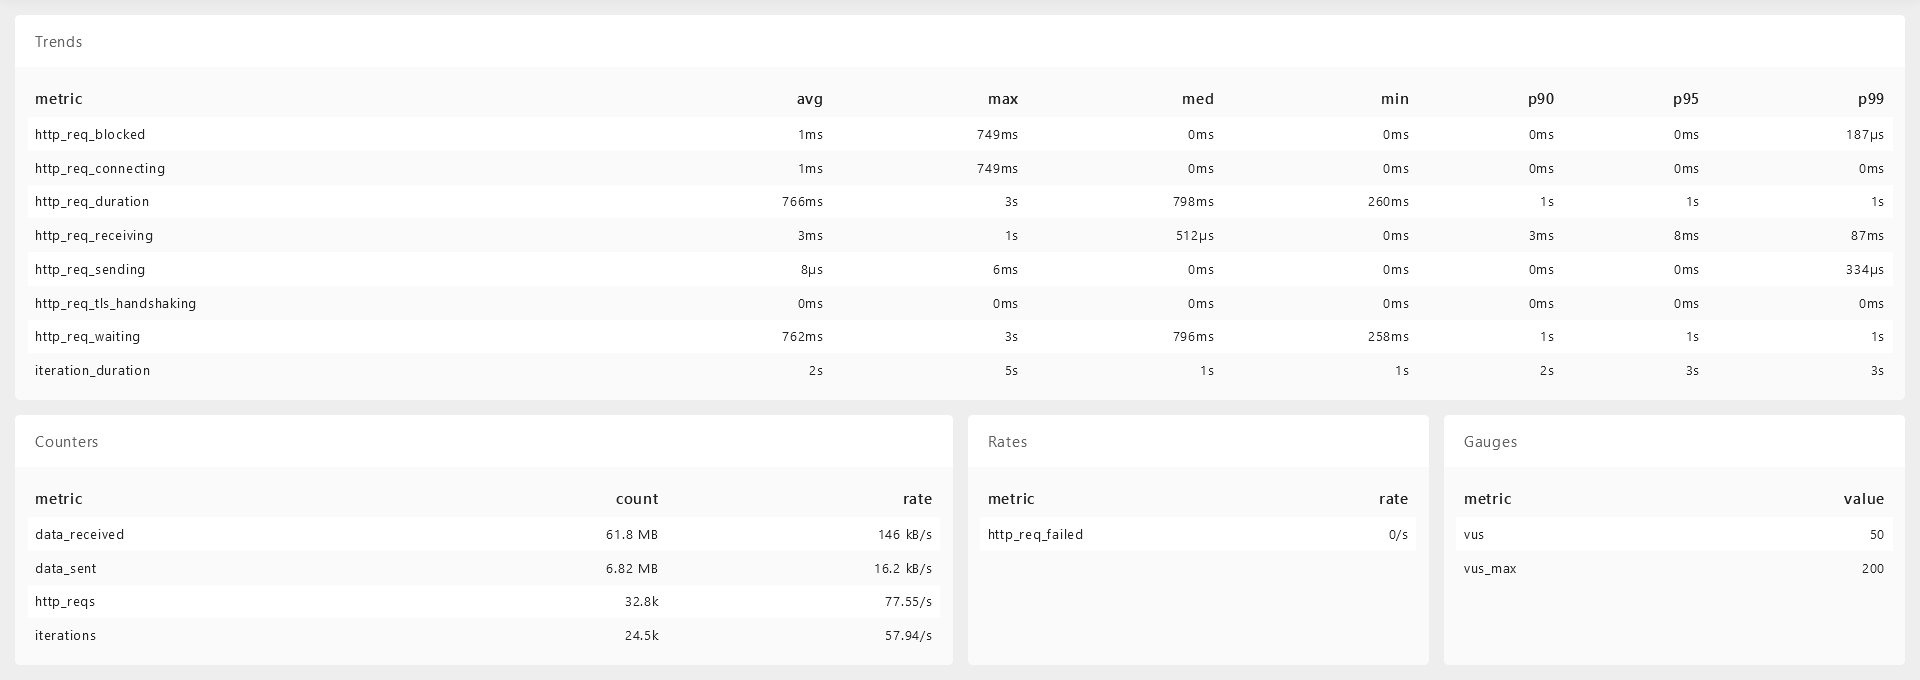 Trends
metric avg max med min p90 p95 p99
http_req_blocked 1ms 749ms 0ms 0ms 0ms 0ms 187µs
http_req_connecting 1ms 749ms 0ms 0ms 0ms 0ms 0ms
http_req_duration 766ms 3s 798ms 260ms 1s 1s 1s
http_req_receiving 3ms 1s 512µs 0ms 3ms 8ms 87ms
http_req_sending 8µs 6ms 0ms 0ms 0ms 0ms 334µs
http_req_tls_handshaking 0ms 0ms 0ms 0ms 0ms 0ms 0ms
http_req_waiting 762ms 3s 796ms 258ms 1s 1s 1s
iteration_duration 2s 5s 1s 1s 2s 3s 3s
Counters
metric count rate
data_received 61.8 MB 146 kB/s
data_sent 6.82 MB 16.2 kB/s
http_reqs 32.8k 77.55/s
iterations 24.5k 57.94/s
Rates
metric rate
http_req_failed 0/s
Gauges
metric value
vus 50
vus_max 200